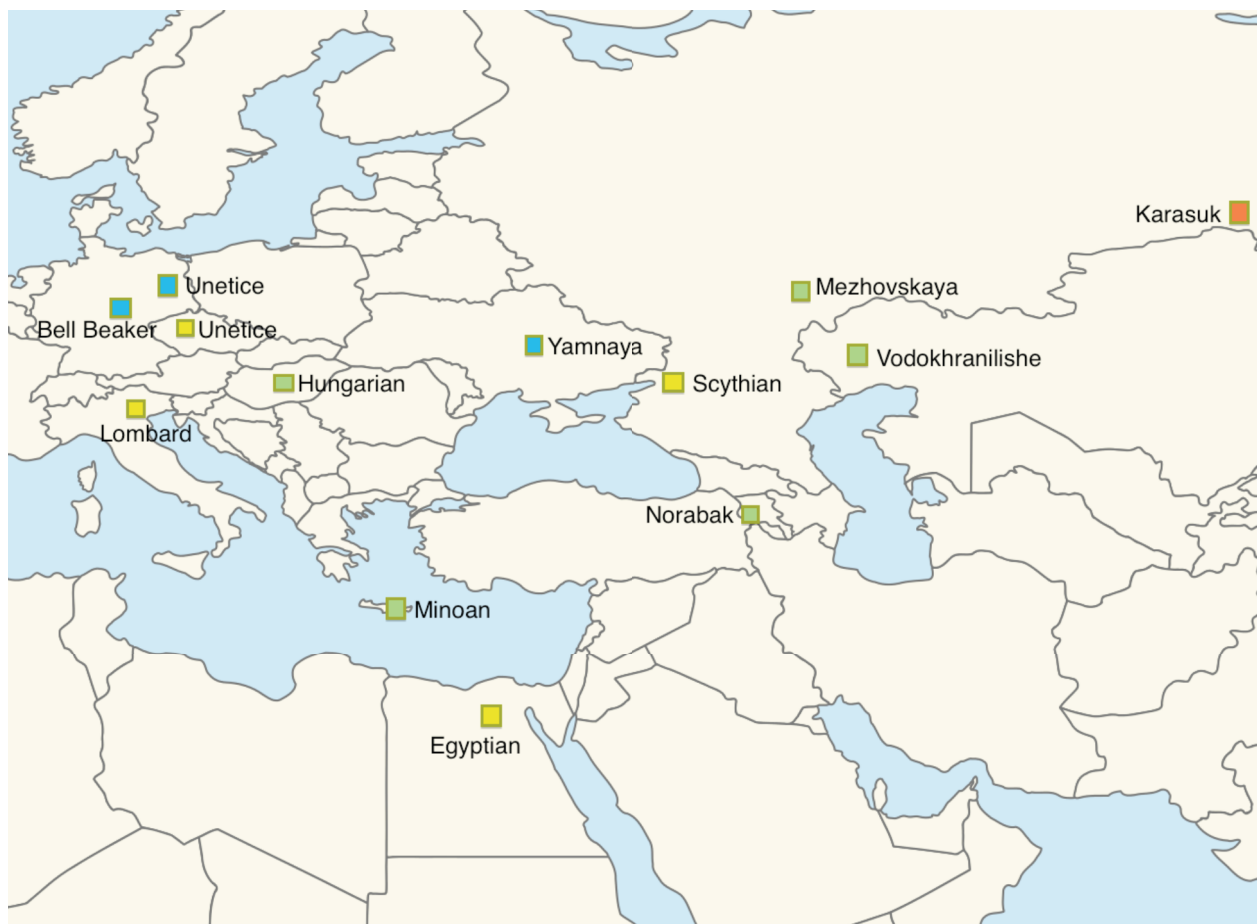 Karasuk
Unetice
Mezhovskaya
Bell Beaker
Unetice
Yamnaya
Vodokhranilishe
Hungarian
Scythian
Lombard
Norabak
Minoan
Egyptian